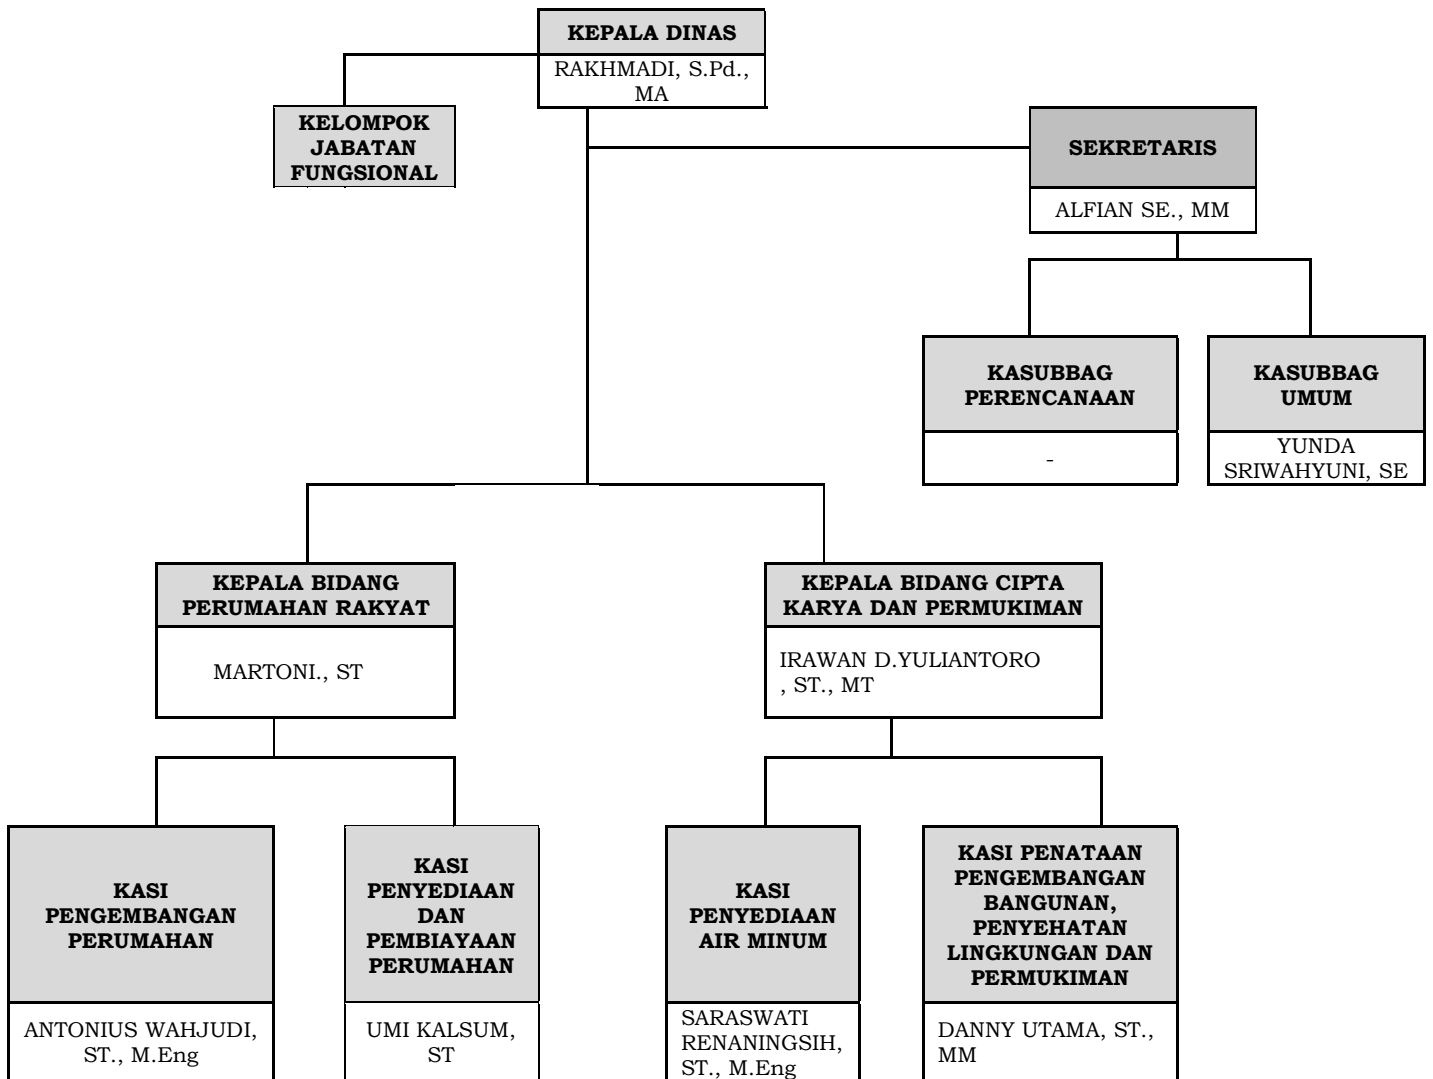 KEPALA DINAS
RAKHMADI, S.Pd.,
MA
KELOMPOK
JABATAN
FUNGSIONAL
SEKRETARIS
ALFIAN SE., MM
KASUBBAG
PERENCANAAN
-
KASUBBAG
UMUM
YUNDA
SRIWAHYUNI, SE
KEPALA BIDANG
PERUMAHAN RAKYAT
MARTONI., ST
KEPALA BIDANG CIPTA
KARYA DAN PERMUKIMAN
IRAWAN D.YULIANTORO
, ST., MT
KASI
PENGEMBANGAN
PERUMAHAN
ANTONIUS WAHJUDI,
ST., M.Eng
KASI
PENYEDIAAN
DAN
PEMBIAYAAN
PERUMAHAN
UMI KALSUM,
ST
KASI
PENYEDIAAN
AIR MINUM
SARASWATI
RENANINGSIH,
ST., M.Eng
KASI PENATAAN
PENGEMBANGAN
BANGUNAN,
PENYEHATAN
LINGKUNGAN DAN
PERMUKIMAN
DANNY UTAMA, ST.,
MM